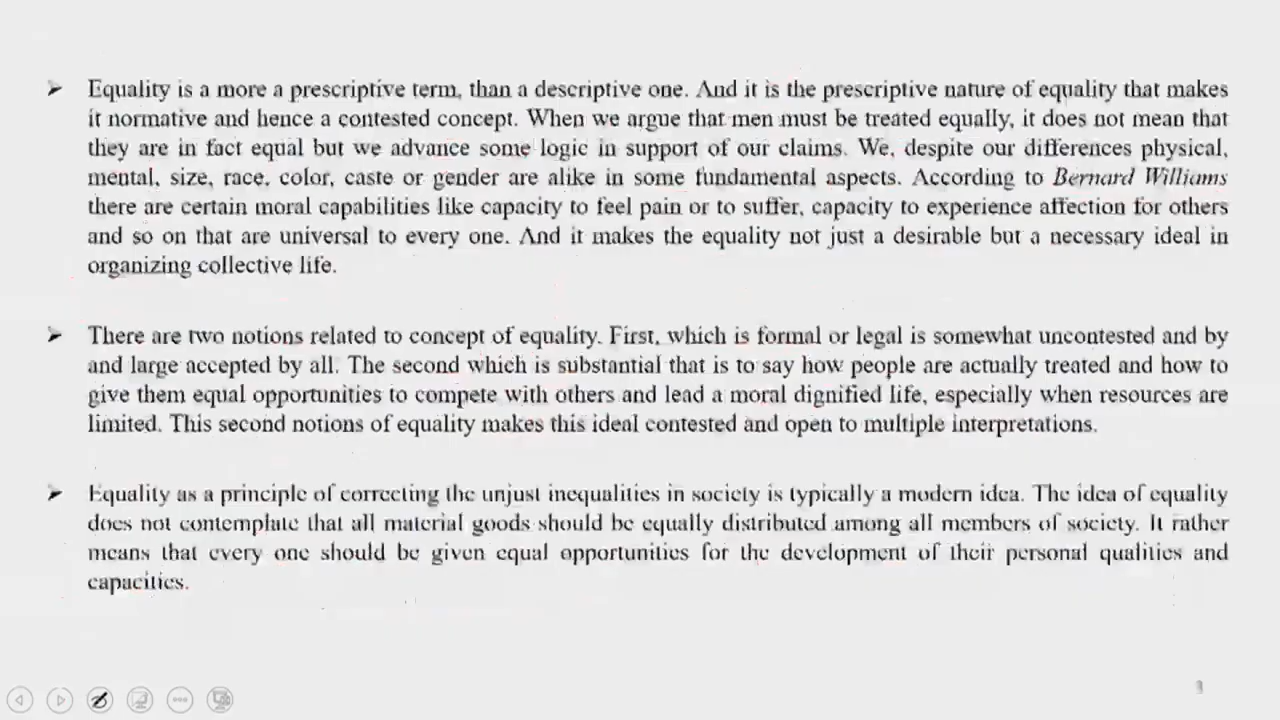 ➢ Equality is a more a prescriptive term, than a descriptive one. And it is the prescriptive nature of equality that makes
it normative and hence a contested concept. When we argue that men must be treated equally, it does not mean that
they are in fact equal but we advance some logic in support of our claims. We, despite our differences physical,
mental, size, race, color, caste or gender are alike in some fundamental aspects. According to Bernard Williams
there are certain moral capabilities like capacity to feel pain or to suffer, capacity to experience affection for others
and so on that are universal to every one. And it makes the equality not just a desirable but a necessary ideal in
organizing collective life.
➢ There are two notions related to concept of equality. First, which is formal or legal is somewhat uncontested and by
and large accepted by all. The second which is substantial that is to say how people are actually treated and how to
give them equal opportunities to compete with others and lead a moral dignified life, especially when resources are
limited. This second notions of equality makes this ideal contested and open to multiple interpretations.
➢ Equality as a principle of correcting the unjust inequalities in society is typically a modern idea. The idea of equality
does not contemplate that all material goods should be equally distributed among all members of society. It rather
means that every one should be given equal opportunities for the development of their personal qualities and
capacities.